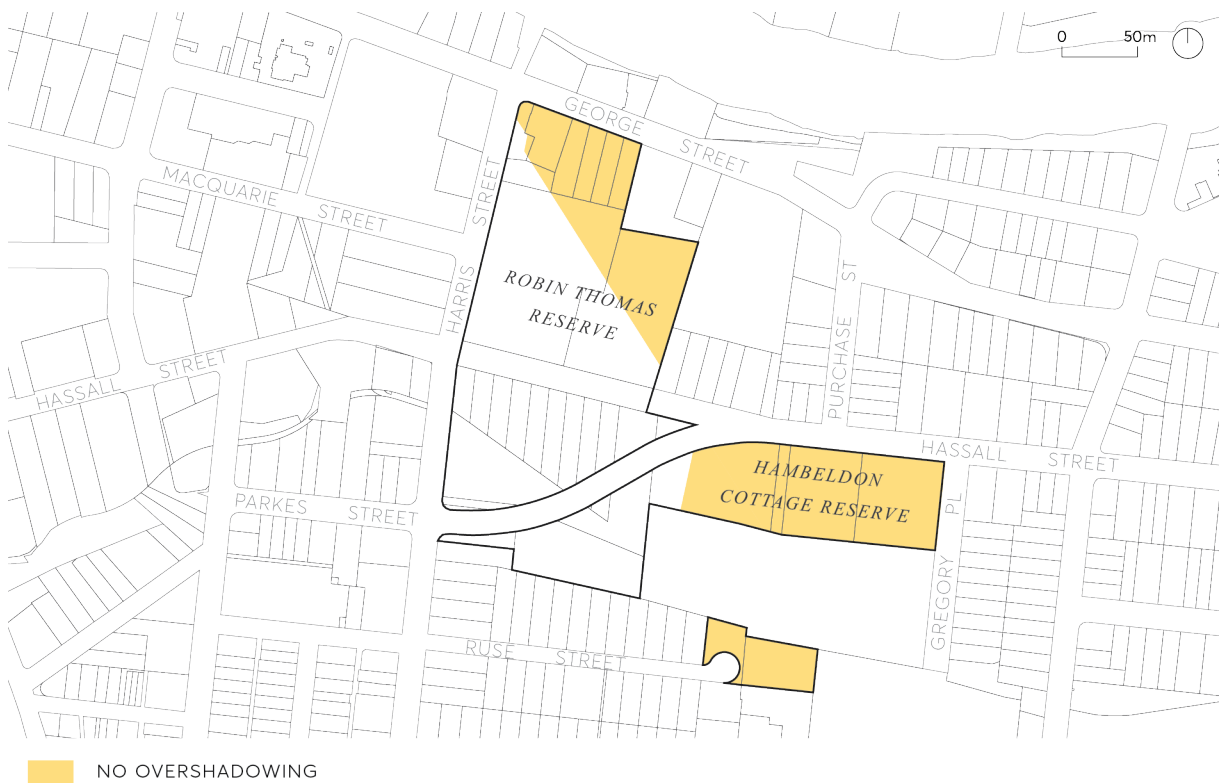 0 50m
GEORGE STREET
MACQUARIE STREET
HARRIS STREET
ROBIN THOMAS
RESERVE
PURCHASE ST
HASSALL STREET
HASSALL STREET
HAMBELDON
COTTAGE RESERVE
PARKES STREET
GREGORY PL
RUSE STREET
NO OVERSHADOWING